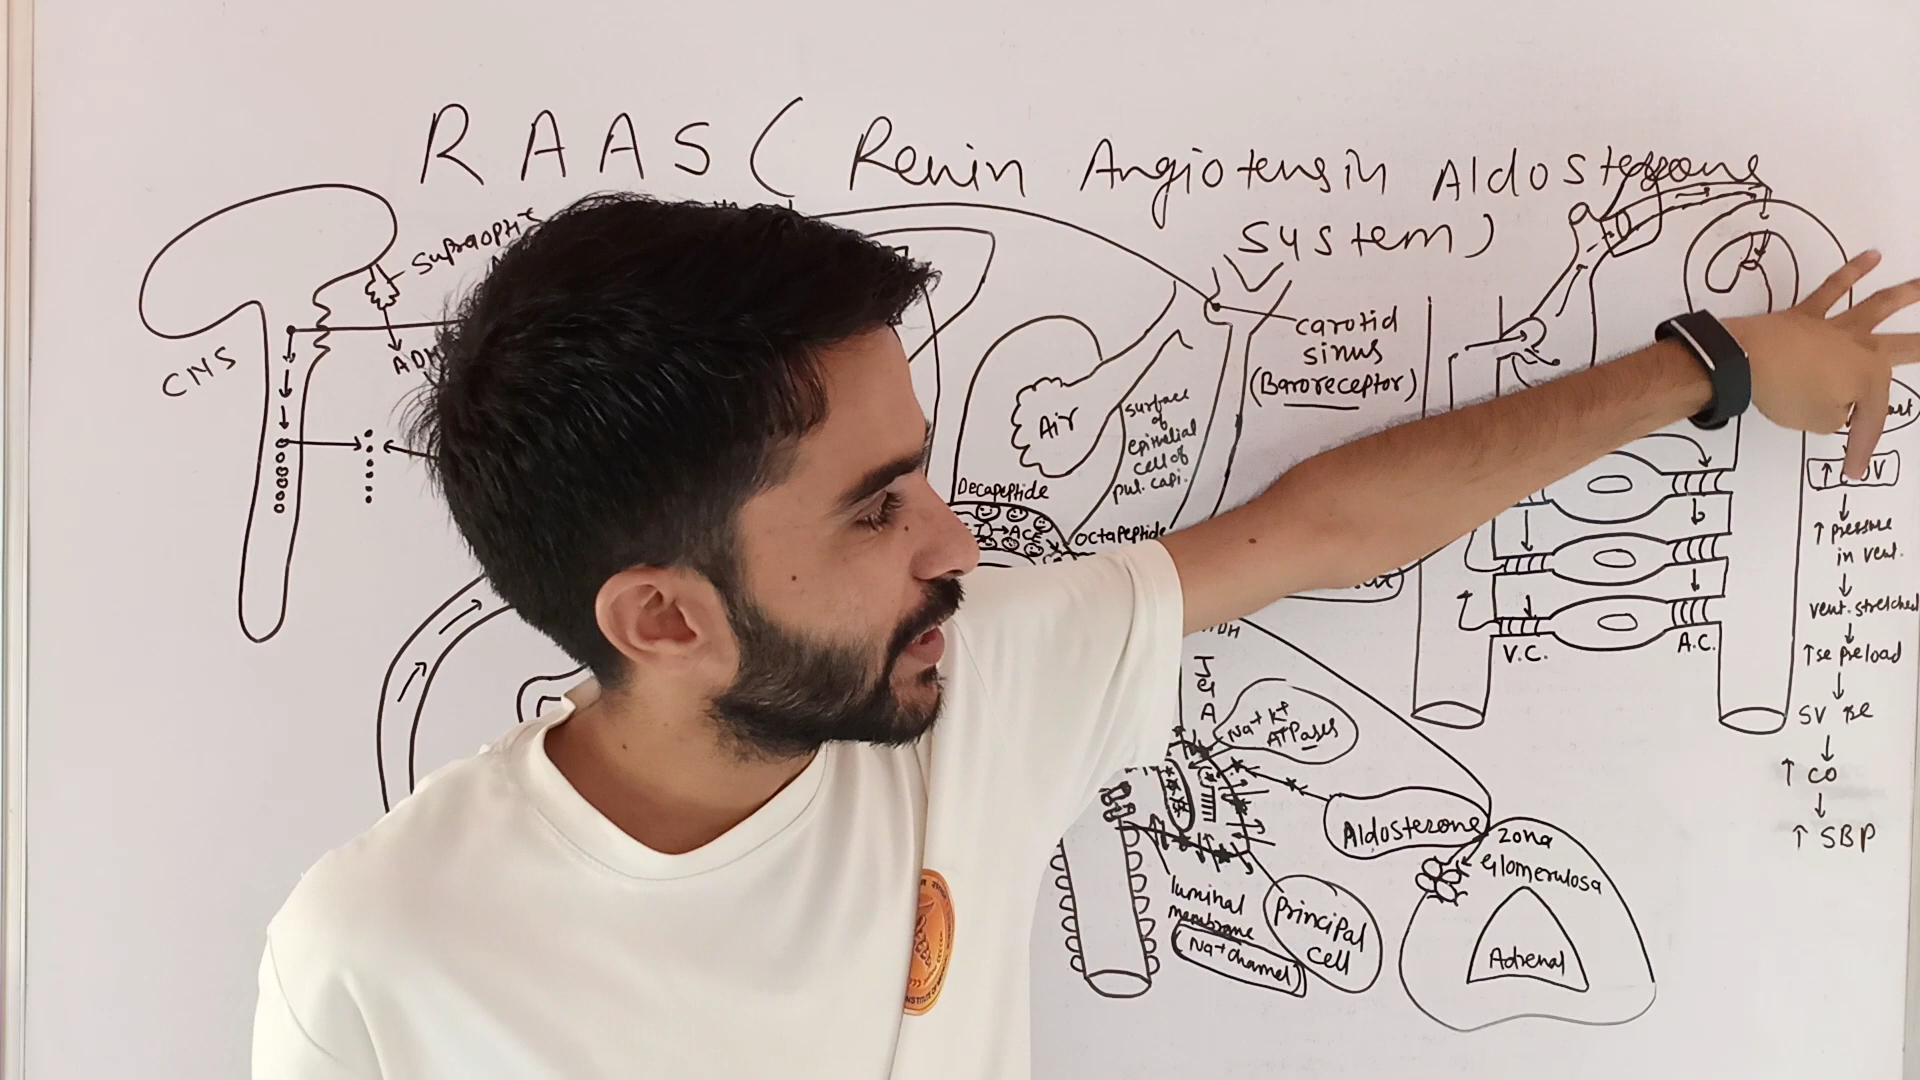 RAAS ( Renin Angiotensin Aldosterone
system)
supraoptic
CNS
Air
surface
of
epithelial
cell of
pul. capi.
carotid
sinus
(Baroreceptor)
Decapeptide
ACE
octapeptide
↑ pressure
in vent.
vent. stretched
↑se preload
SV ↑se
↑ CO
↑ SBP
V.C.
A.C.
Na+ K+
ATPases
Aldosterone
zona
glomerulosa
Adrenal
luminal
membrane
(Na+ channel)
principal
cell